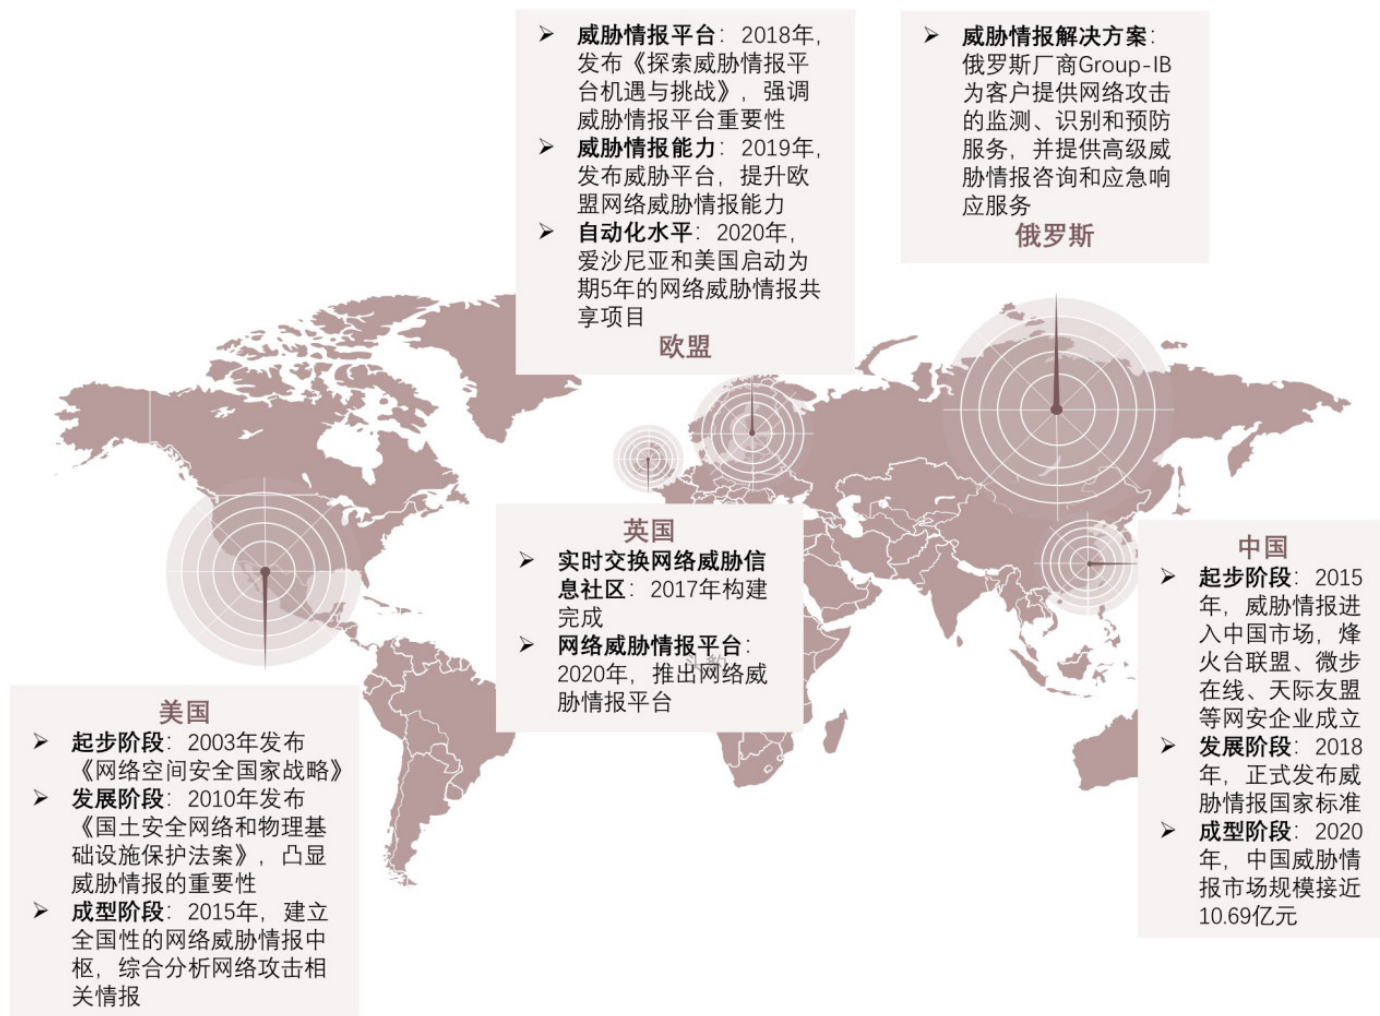 ➢ 威胁情报平台：2018年，
发布《探索威胁情报平
台机遇与挑战》，强调
威胁情报平台重要性
➢ 威胁情报能力：2019年，
发布威胁平台，提升欧
盟网络威胁情报能力
➢ 自动化水平：2020年，
爱沙尼亚和美国启动为
期5年的网络威胁情报共
享项目
欧盟
➢ 威胁情报解决方案：
俄罗斯厂商Group-IB
为客户提供网络攻击
的监测、识别和预防
服务，并提供高级威
胁情报咨询和应急响
应服务
俄罗斯
英国
➢ 实时交换网络威胁信
息社区：2017年构建
完成
➢ 网络威胁情报平台：
2020年，推出网络威
胁情报平台
中国
➢ 起步阶段：2015
年，威胁情报进
入中国市场，烽
火台联盟、微步
在线、天际友盟
等网安企业成立
➢ 发展阶段：2018
年，正式发布威
胁情报国家标准
➢ 成型阶段：2020
年，中国威胁情
报市场规模接近
10.69亿元
美国
➢ 起步阶段：2003年发布
《网络空间安全国家战略》
➢ 发展阶段：2010年发布
《国土安全网络和物理基
础设施保护法案》，凸显
威胁情报的重要性
➢ 成型阶段：2015年，建立
全国性的网络威胁情报中
枢，综合分析网络攻击相
关情报